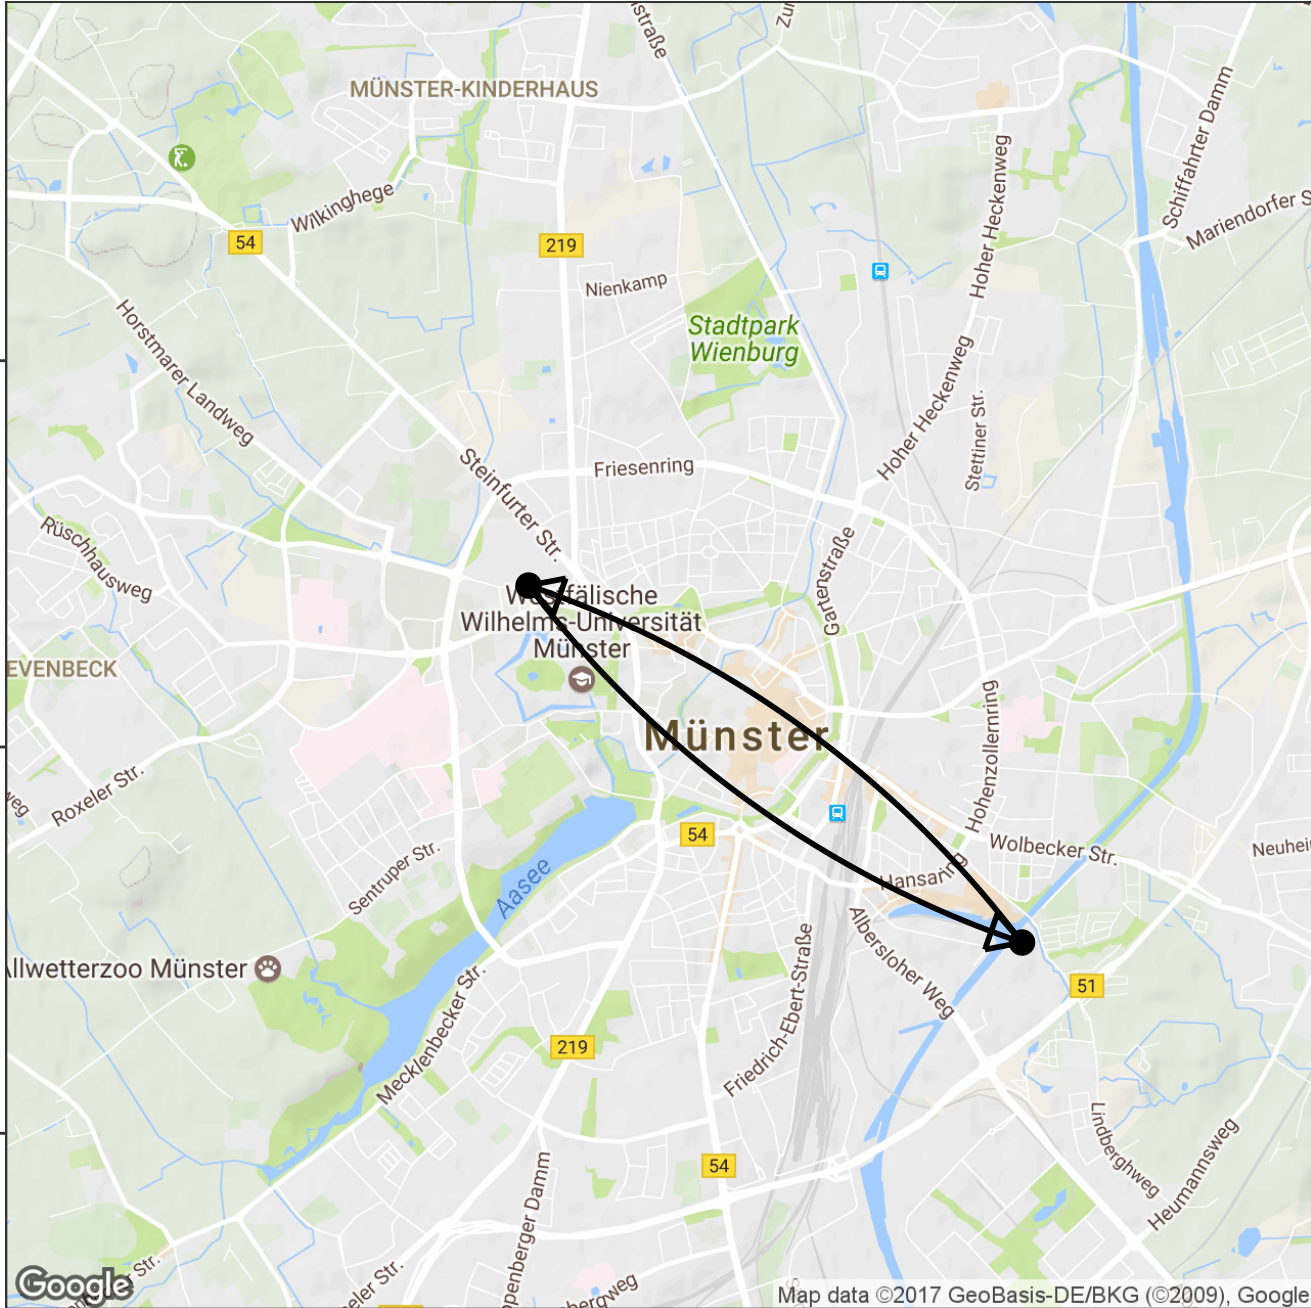 MÜNSTER-KINDERHAUS
Schiffahrter Damm
Wilkinghege
Hoher Heckenweg
54
219
Nienkamp
Stadtpark
Wienburg
Horstmarer Landweg
Hoher Heckenweg
Stettiner Str.
Steinfurter Str.
Friesenring
Rüschhausweg
Gartenstraße
Westfälische
Wilhelms-Universität
Münster
EVENBECK
Münster
Hohenzollernring
Roxeler Str.
54
Wolbecker Str.
Sentruper Str.
Hansaring
Aasee
Albersloher Weg
Friedrich-Ebert-Straße
llwetterzoo Münster
51
Mecklenbecker Str.
219
Lindberghweg
Heumannsweg
54
Google
Map data ©2017 GeoBasis-DE/BKG (©2009), Google